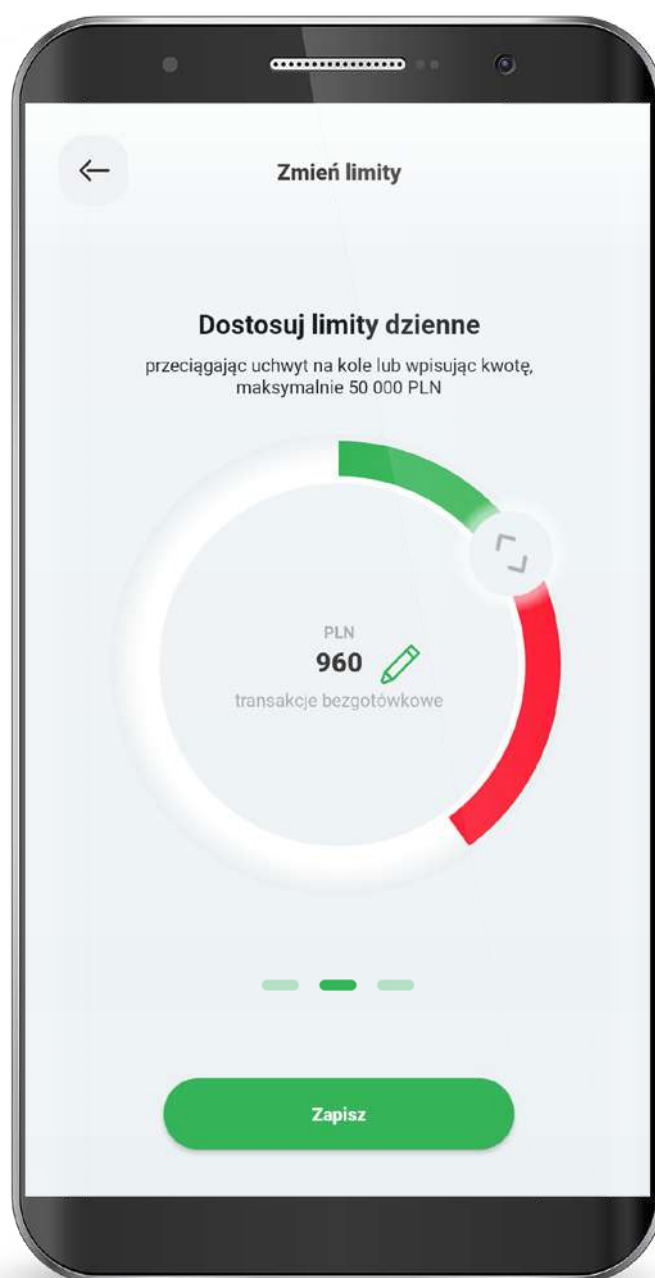 Zmień limity
Dostosuj limity dzienne
przeciągając uchwyt na kole lub wpisując kwotę,
maksymalnie 50 000 PLN
PLN
960
transakcje bezgotówkowe
Zapisz